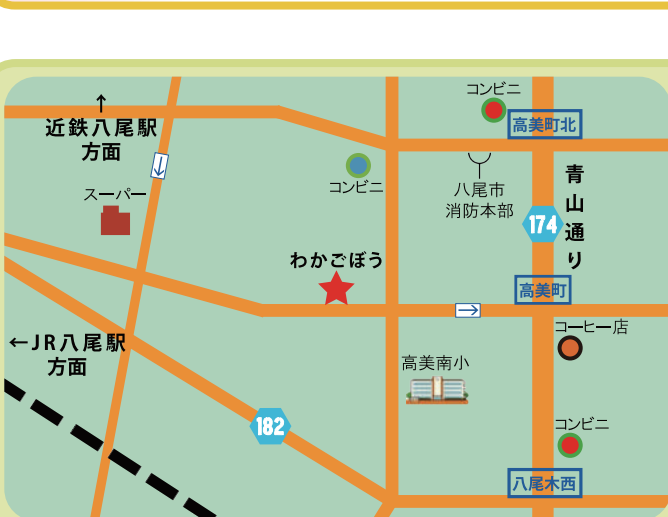 コンビニ
↑
近鉄八尾駅
方面
高美町北
コンビニ
八尾市
消防本部
スーパー
青山通り
174
わかごぼう
高美町
コーヒー店
←JR八尾駅
方面
高美南小
182
コンビニ
八尾木西